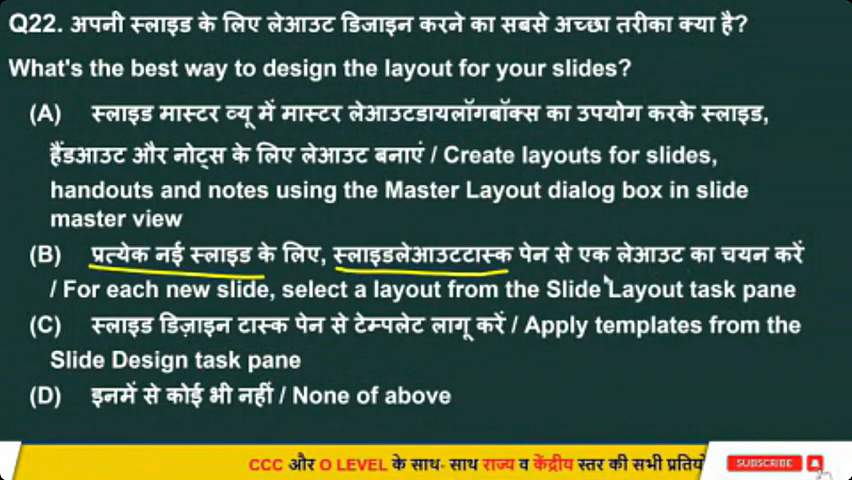 Q22. अपनी स्लाइड के लिए लेआउट डिजाइन करने का सबसे अच्छा तरीका क्या है?
What's the best way to design the layout for your slides?
(A) स्लाइड मास्टर व्यू में मास्टर लेआउटडायलॉगबॉक्स का उपयोग करके स्लाइड,
हैंडआउट और नोट्स के लिए लेआउट बनाएं / Create layouts for slides,
handouts and notes using the Master Layout dialog box in slide
master view
(B) प्रत्येक नई स्लाइड के लिए, स्लाइडलेआउटटास्क पेन से एक लेआउट का चयन करें
/ For each new slide, select a layout from the Slide Layout task pane
(C) स्लाइड डिज़ाइन टास्क पेन से टेम्पलेट लागू करें / Apply templates from the
Slide Design task pane
(D) इनमें से कोई भी नहीं / None of above
CCC और O LEVEL के साथ- साथ राज्य व केंद्रीय स्तर की सभी प्रतियो
SUBSCRIBE